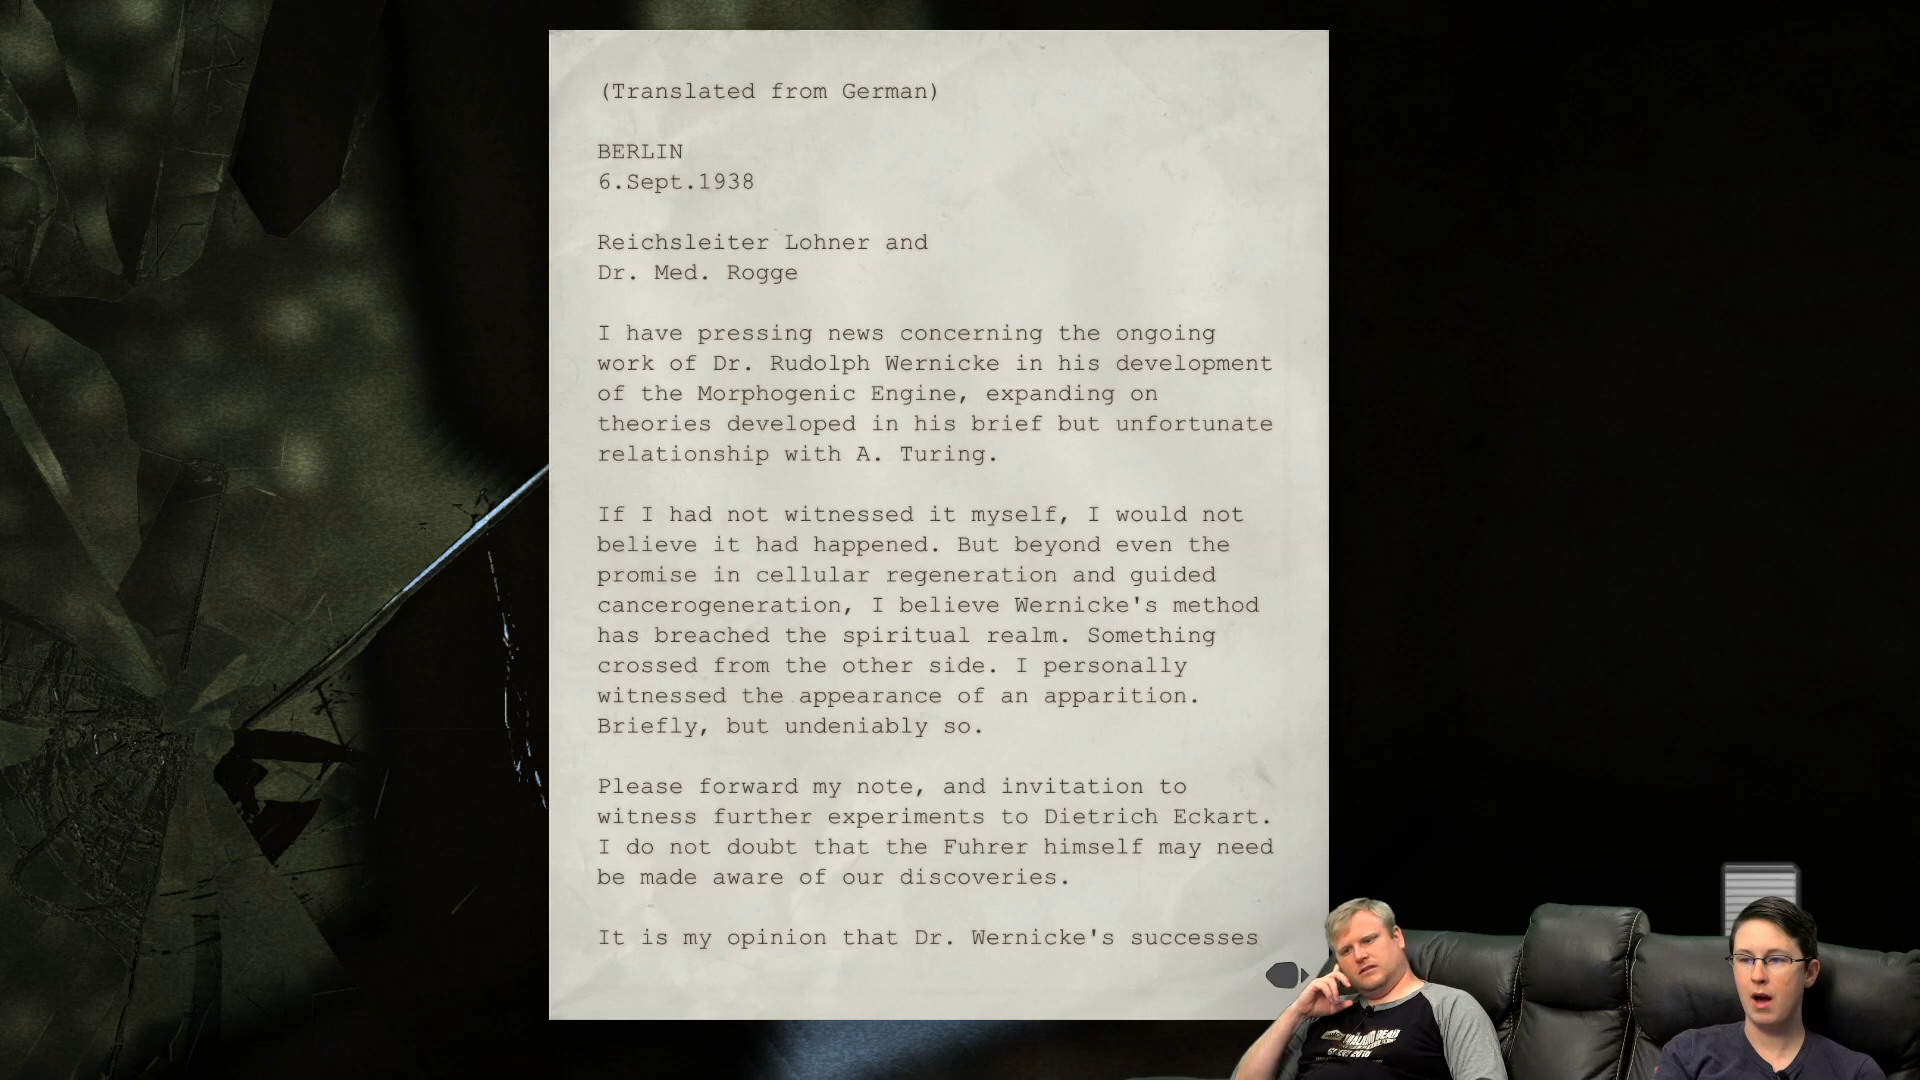 (Translated from German)
BERLIN
6.Sept.1938
Reichsleiter Lohner and
Dr. Med. Rogge
I have pressing news concerning the ongoing
work of Dr. Rudolph Wernicke in his development
of the Morphogenic Engine, expanding on
theories developed in his brief but unfortunate
relationship with A. Turing.
If I had not witnessed it myself, I would not
believe it had happened. But beyond even the
promise in cellular regeneration and guided
cancerogeneration, I believe Wernicke's method
has breached the spiritual realm. Something
crossed from the other side. I personally
witnessed the appearance of an apparition.
Briefly, but undeniably so.
Please forward my note, and invitation to
witness further experiments to Dietrich Eckart.
I do not doubt that the Fuhrer himself may need
be made aware of our discoveries.
It is my opinion that Dr. Wernicke's successes